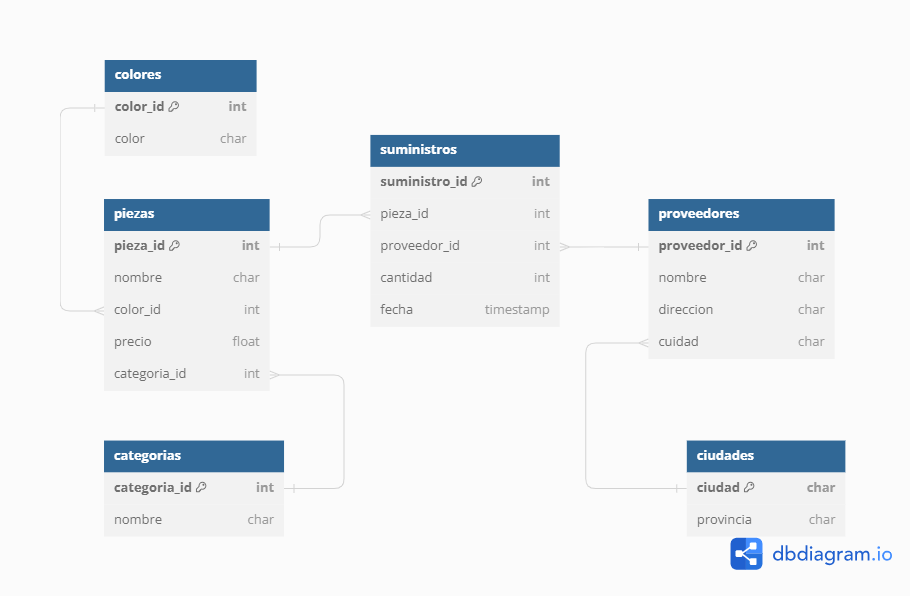 colores
color_id int
color char
piezas
pieza_id int
nombre char
color_id int
precio float
categoria_id int
categorias
categoria_id int
nombre char
suministros
suministro_id int
pieza_id int
proveedor_id int
cantidad int
fecha timestamp
proveedores
proveedor_id int
nombre char
direccion char
cuidad char
ciudades
ciudad char
provincia char
dbdiagram.io